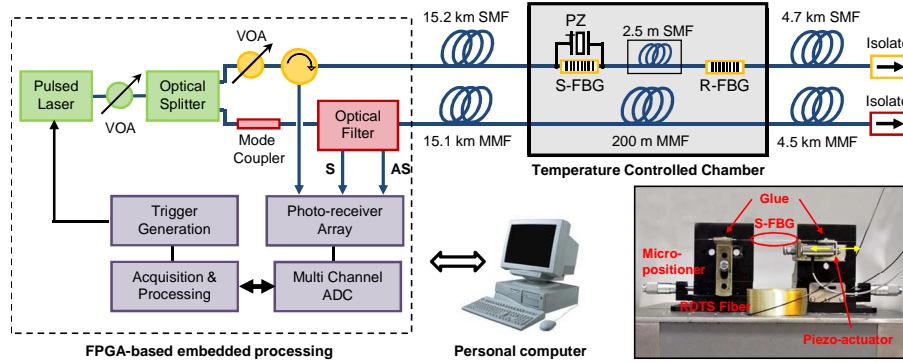 15.2 km SMF
4.7 km SMF
PZ
2.5 m SMF
VOA
Isolato
Pulsed
Laser
Optical
Splitter
S-FBG
R-FBG
VOA
Isolato
Optical
Filter
Mode
Coupler
15.1 km MMF
200 m MMF
4.5 km MMF
S
AS
Temperature Controlled Chamber
Trigger
Generation
Photo-receiver
Array
Glue
S-FBG
Acquisition &
Processing
Multi Channel
ADC
Micro-
positioner
RDTS Fiber
Piezo-actuator
FPGA-based embedded processing
Personal computer